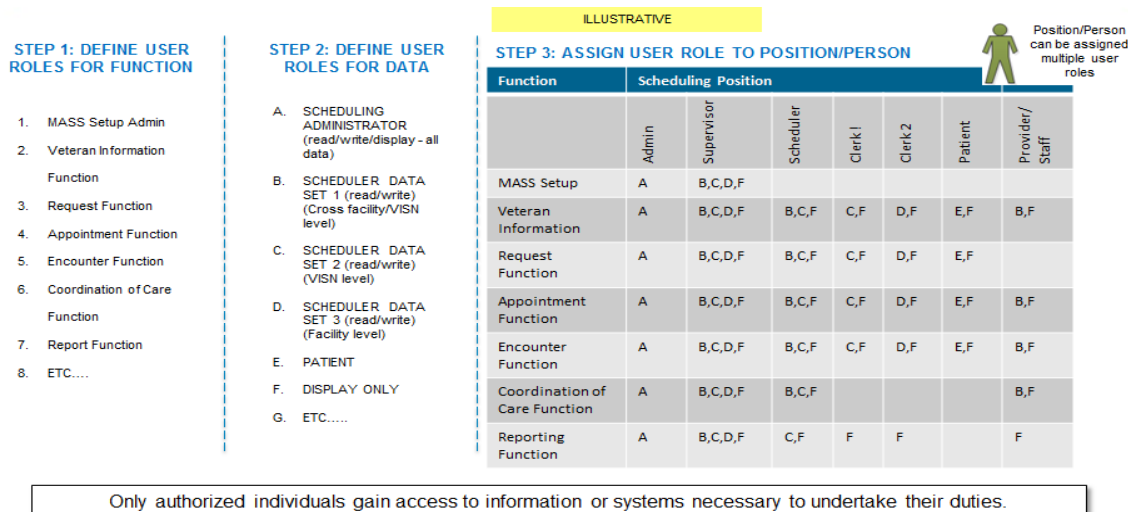 ILLUSTRATIVE
Position/Person
can be assigned
multiple user
roles
STEP 1: DEFINE USER
ROLES FOR FUNCTION
1. MASS Setup Admin
2. Veteran Information
Function
3. Request Function
4. Appointment Function
5. Encounter Function
6. Coordination of Care
Function
7. Report Function
8. ETC....
STEP 2: DEFINE USER
ROLES FOR DATA
A. SCHEDULING
ADMINISTRATOR
(read/write/display - all
data)
B. SCHEDULER DATA
SET 1 (read/write)
(Cross facility/VISN
level)
C. SCHEDULER DATA
SET 2 (read/write)
(VISN level)
D. SCHEDULER DATA
SET 3 (read/write)
(Facility level)
E. PATIENT
F. DISPLAY ONLY
G. ETC.....
STEP 3: ASSIGN USER ROLE TO POSITION/PERSON
Function Scheduling Position
Admin Supervisor Scheduler Clerk I Clerk 2 Patient Provider/
Staff
MASS Setup A B,C,D,F
Veteran
Information A B,C,D,F B,C,F C,F D,F E,F B,F
Request
Function A B,C,D,F B,C,F C,F D,F E,F
Appointment
Function A B,C,D,F B,C,F C,F D,F E,F B,F
Encounter
Function A B,C,D,F B,C,F C,F D,F E,F B,F
Coordination of
Care Function A B,C,D,F B,C,F B,F
Reporting
Function A B,C,D,F C,F F F F
Only authorized individuals gain access to information or systems necessary to undertake their duties.